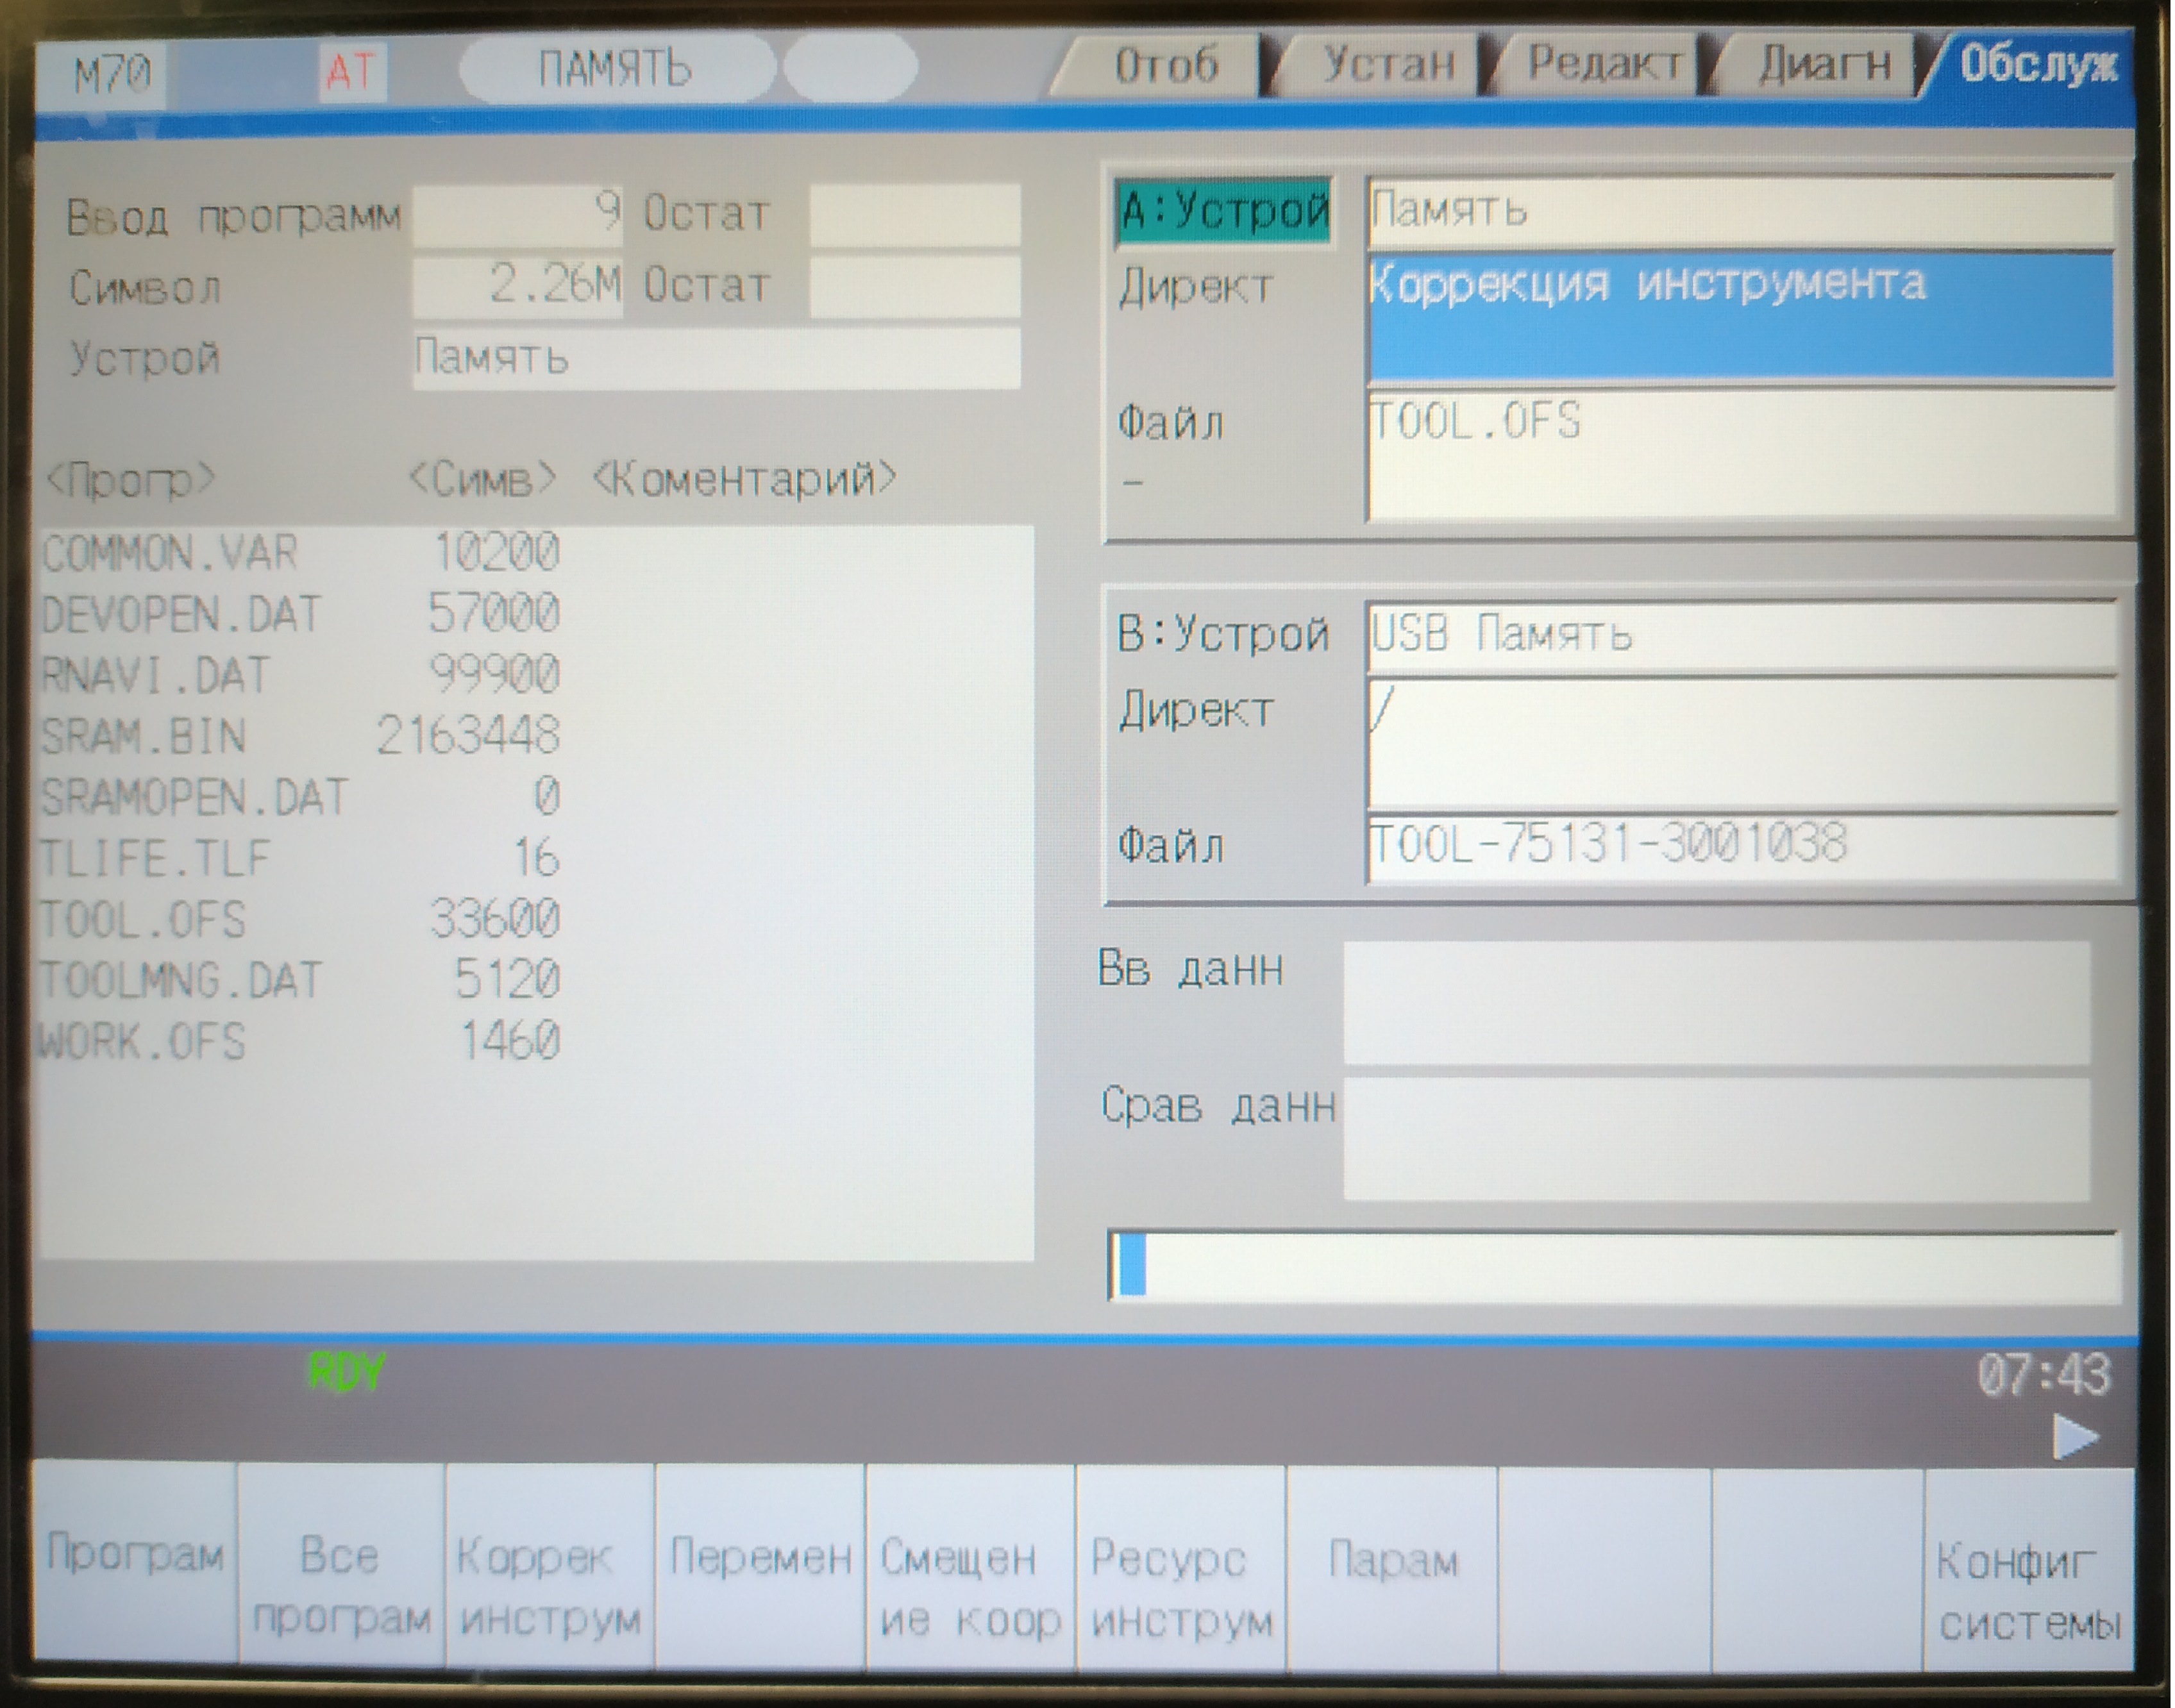 M70 AT ПАМЯТЬ Отоб Устан Редакт Диагн Обслуж
Ввод программ 9 Остат
Символ 2.26M Остат
Устрой Память
<Прогр> <Симв> <Коментарий>
COMMON.VAR 10200
DEVOPEN.DAT 57000
RNAVI.DAT 99900
SRAM.BIN 2163448
SRAMOPEN.DAT 0
TLIFE.TLF 16
TOOL.OFS 33600
TOOLMNG.DAT 5120
WORK.OFS 1460
A:Устрой Память
Директ Коррекция инструмента
Файл TOOL.OFS
–
B:Устрой USB Память
Директ /
Файл TOOL-75131-3001038
Вв данн
Срав данн
RDY 07:43
Програм
Все
програм
Коррек
инструм
Перемен
Смещен
ие коор
Ресурс
инструм
Парам
Конфиг
системы